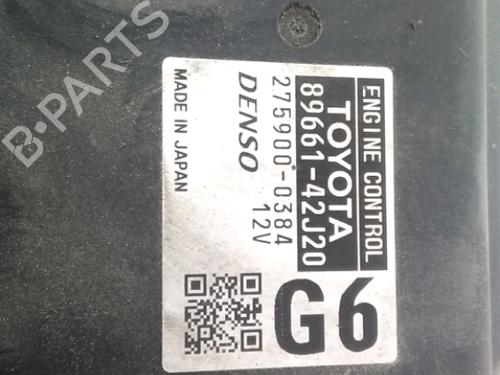 ENGINE CONTROL
TOYOTA
89661-42J20
275900-0384
12V
DENSO
MADE IN JAPAN
G6
B-PARTS